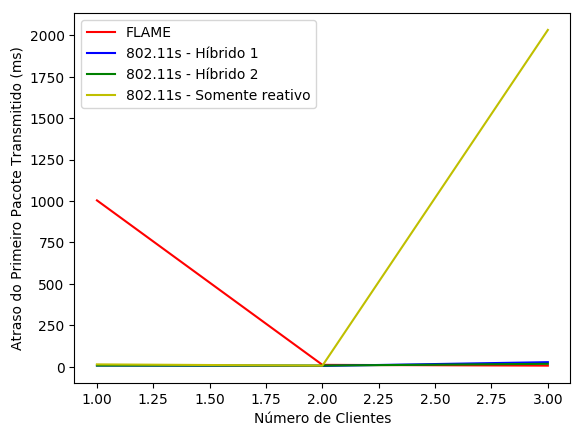 FLAME
802.11s - Híbrido 1
802.11s - Híbrido 2
802.11s - Somente reativo
Atraso do Primeiro Pacote Transmitido (ms)
2000
1750
1500
1250
1000
750
500
250
0
1.00 1.25 1.50 1.75 2.00 2.25 2.50 2.75 3.00
Número de Clientes